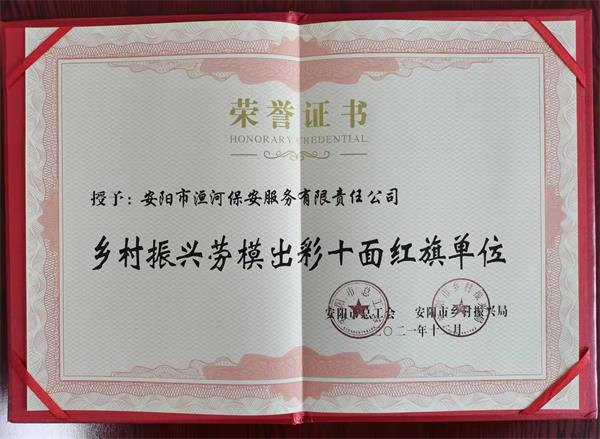 荣誉证书
HONORARY CREDENTIAL
授予：安阳市洹河保安服务有限责任公司
乡村振兴劳模出彩十面红旗单位
安阳市总工会 安阳市乡村振兴局
二〇二一年十二月